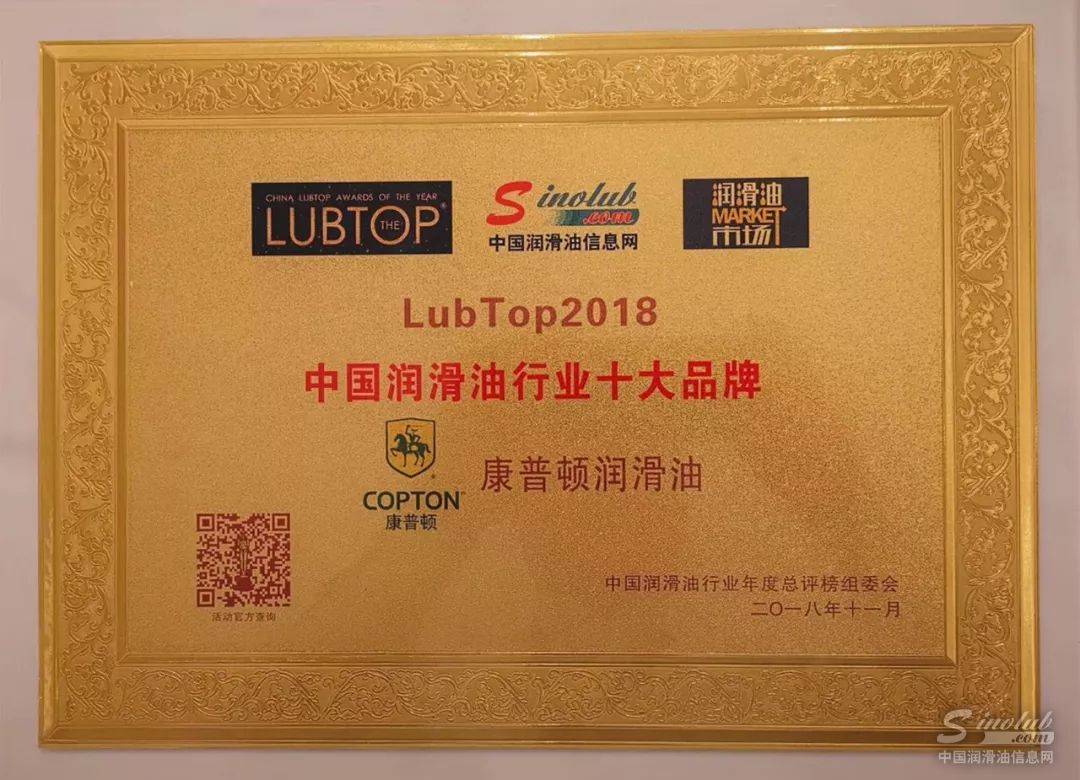 CHINA LUBTOP AWARDS OF THE YEAR
LUBTOP®
THE
Sinolub
.com
中国润滑油信息网
润滑油
MARKET
市场
LubTop2018
中国润滑油行业十大品牌
康普顿润滑油
COPTON
康普顿
活动官方查询
中国润滑油行业年度总评榜组委会
二〇一八年十一月
Sinolub
.com
中国润滑油信息网